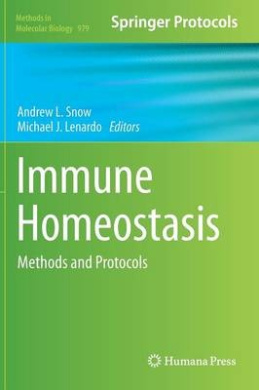 Methods in
Molecular Biology 979
Springer Protocols
Andrew L. Snow
Michael J. Lenardo Editors
Immune
Homeostasis
Methods and Protocols
Humana Press